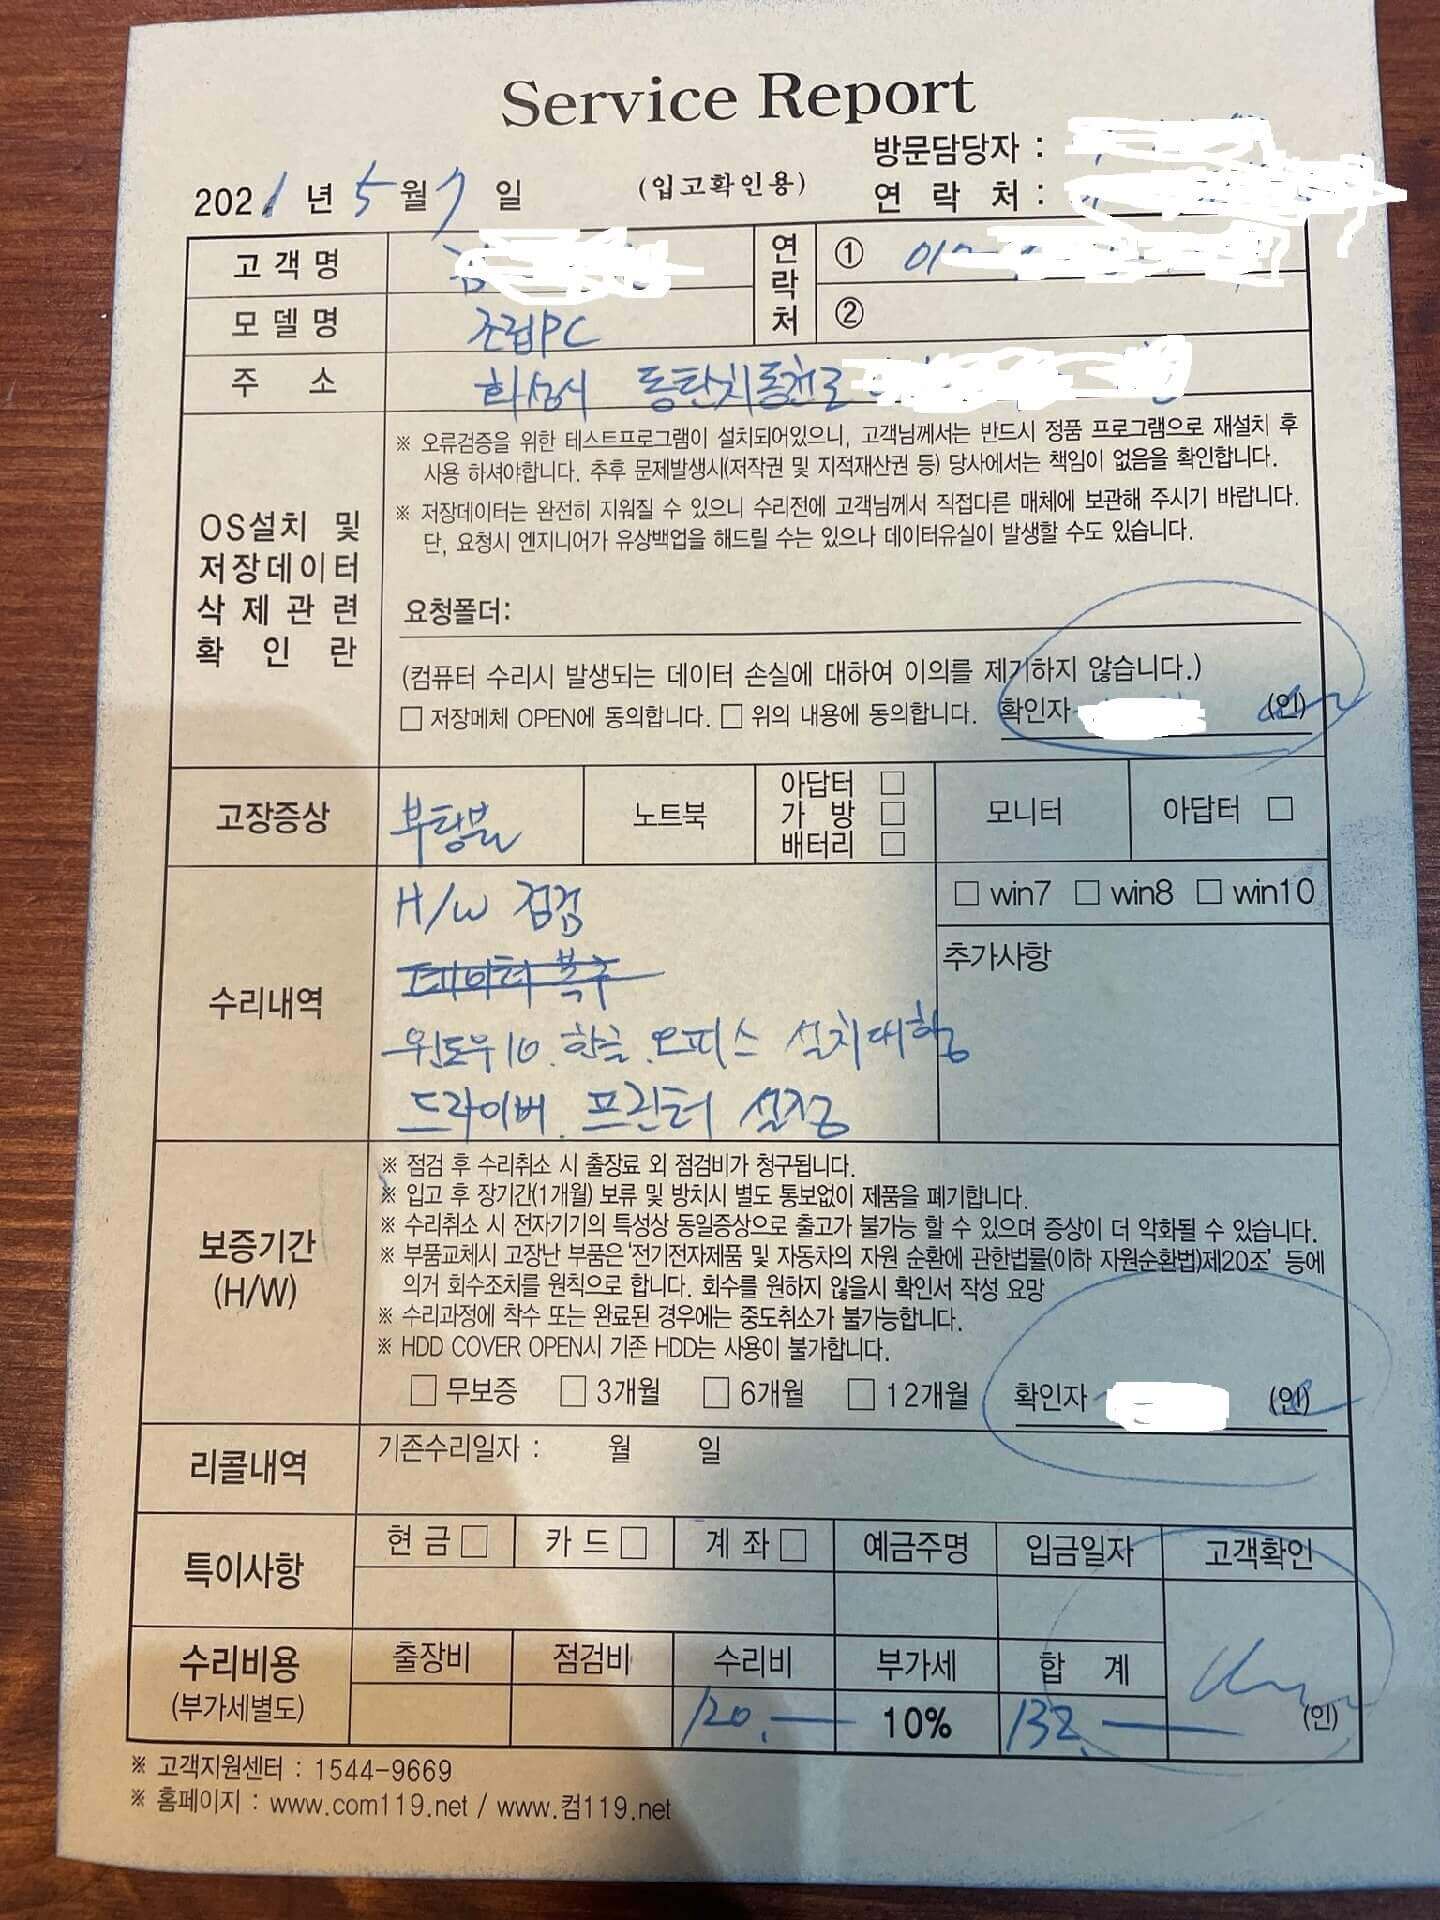 Service Report
방문담당자 :
2021년 5월 7일 (입고확인용) 연 락 처 :
고객명 연락처 ① 010-
모델명 조립PC ②
주 소 화성시 동탄치동천로
OS설치 및 저장데이터 삭제관련 확 인 란
※ 오류검증을 위한 테스트프로그램이 설치되어있으니, 고객님께서는 반드시 정품 프로그램으로 재설치 후
사용 하셔야합니다. 추후 문제발생시(저작권 및 지적재산권 등) 당사에서는 책임이 없음을 확인합니다.
※ 저장데이터는 완전히 지워질 수 있으니 수리전에 고객님께서 직접다른 매체에 보관해 주시기 바랍니다.
단, 요청시 엔지니어가 유상백업을 해드릴 수는 있으나 데이터유실이 발생할 수도 있습니다.
요청폴더:
(컴퓨터 수리시 발생되는 데이터 손실에 대하여 이의를 제기하지 않습니다.)
□ 저장메체 OPEN에 동의합니다. □ 위의 내용에 동의합니다. 확인자 (인)
고장증상 부팅불 노트북 아답터 □ 가 방 □ 배터리 □ 모니터 아답터 □
수리내역
H/W 점검
데이터 복구
윈도우10. 한글. 오피스 설치대행
드라이버. 프린터 설정
□ win7 □ win8 □ win10
추가사항
보증기간
(H/W)
※ 점검 후 수리취소 시 출장료 외 점검비가 청구됩니다.
※ 입고 후 장기간(1개월) 보류 및 방치시 별도 통보없이 제품을 폐기합니다.
※ 수리취소 시 전자기기의 특성상 동일증상으로 출고가 불가능 할 수 있으며 증상이 더 악화될 수 있습니다.
※ 부품교체시 고장난 부품은 '전기전자제품 및 자동차의 자원 순환에 관한법률(이하 자원순환법)제20조' 등에
의거 회수조치를 원칙으로 합니다. 회수를 원하지 않을시 확인서 작성 요망
※ 수리과정에 착수 또는 완료된 경우에는 중도취소가 불가능합니다.
※ HDD COVER OPEN시 기존 HDD는 사용이 불가합니다.
□ 무보증 □ 3개월 □ 6개월 □ 12개월 확인자 (인)
리콜내역 기존수리일자 : 월 일
특이사항 현 금 □ 카 드 □ 계 좌 □ 예금주명 입금일자 고객확인
수리비용 출장비 점검비 수리비 부가세 합 계
(부가세별도) 120.— 10% 132.— (인)
※ 고객지원센터 : 1544-9669
※ 홈페이지 : www.com119.net / www.컴119.net